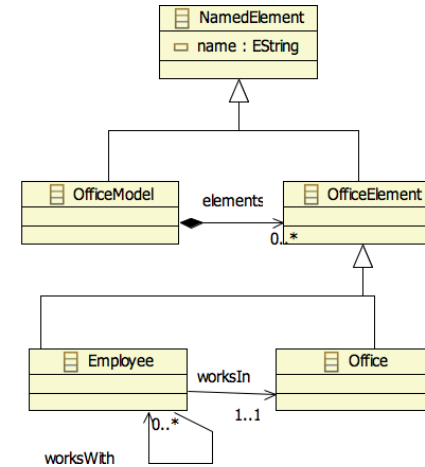 NamedElement
name : EString
OfficeModel
elements
OfficeElement
0..*
Employee
worksIn
Office
1..1
0..*
worksWith